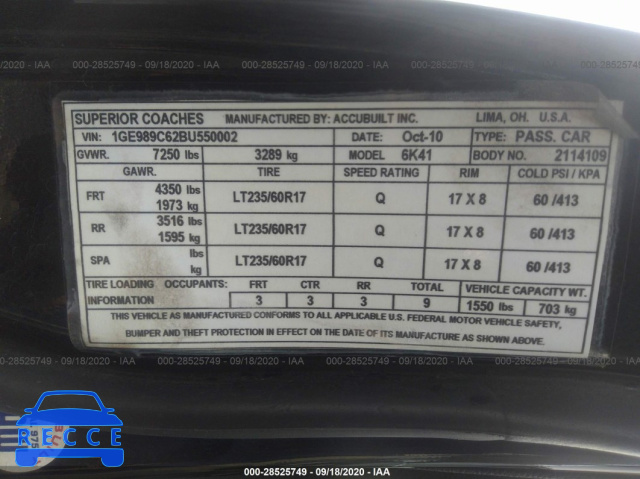 000-28525749 - 09/18/2020 - IAA
SUPERIOR COACHES MANUFACTURED BY: ACCUBUILT INC. LIMA, OH. U.S.A.
VIN: 1GE989C62BU550002 DATE: Oct-10 TYPE: PASS. CAR
GVWR. 7250 lbs 3289 kg MODEL 6K41 BODY NO. 2114109
GAWR. TIRE SPEED RATING RIM COLD PSI / KPA
FRT 4350 lbs 1973 kg LT235/60R17 Q 17 X 8 60 /413
RR 3516 lbs 1595 kg LT235/60R17 Q 17 X 8 60 /413
SPA lbs kg LT235/60R17 Q 17 X 8 60 /413
TIRE LOADING OCCUPANTS: FRT CTR RR TOTAL VEHICLE CAPACITY WT.
INFORMATION 3 3 3 9 1550 lbs 703 kg
THIS VEHICLE AS MANUFACTURED CONFORMS TO ALL APPLICABLE U.S. FEDERAL MOTOR VEHICLE SAFETY,
BUMPER AND THEFT PROTECTION IN EFFECT ON THE DATE OF ITS MANUFACTURE AS SHOWN ABOVE.
RECCE
000-28525749 - 09/18/2020 - IAA